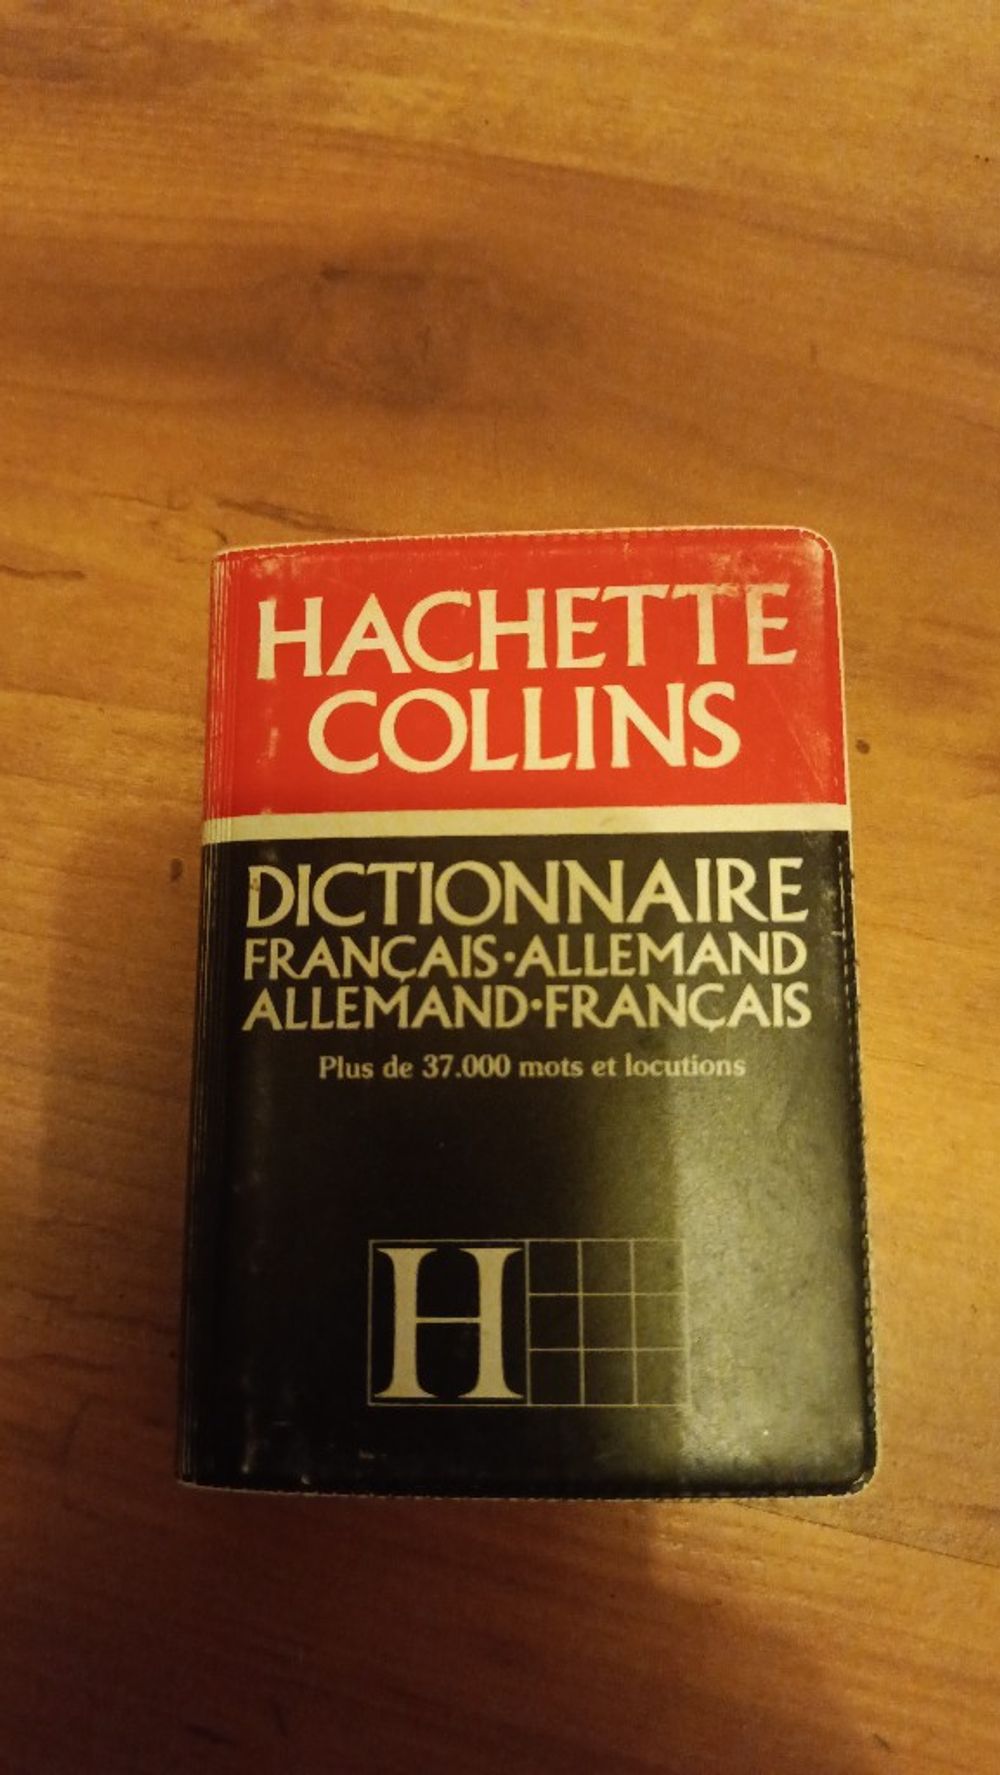 HACHETTE
COLLINS
DICTIONNAIRE
FRANÇAIS·ALLEMAND
ALLEMAND·FRANÇAIS
Plus de 37.000 mots et locutions
H